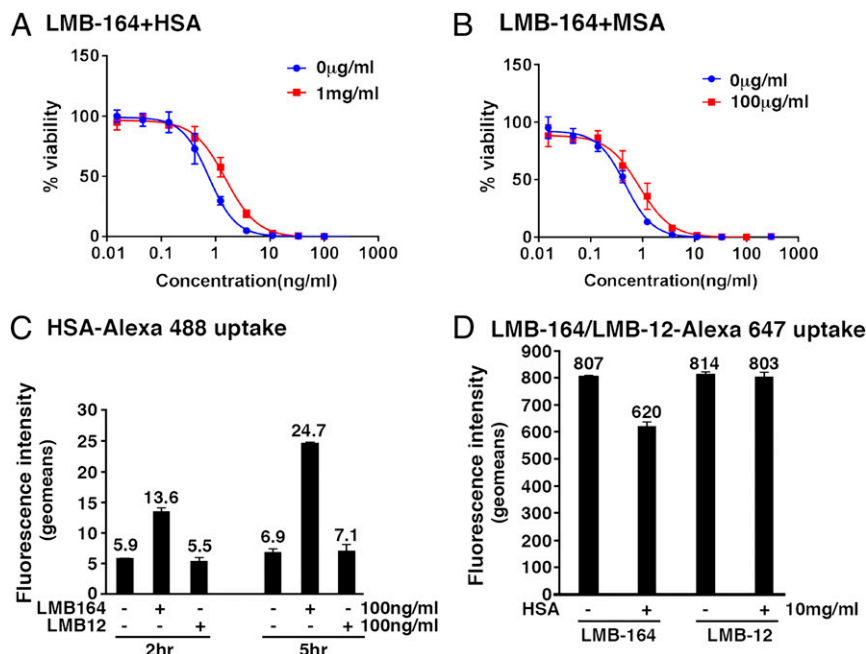 A LMB-164+HSA
150
100
50
0
% viability
0μg/ml
1mg/ml
0.01 0.1 1 10 100 1000
Concentration(ng/ml)
B LMB-164+MSA
150
100
50
0
% viability
0μg/ml
100μg/ml
0.01 0.1 1 10 100 1000
Concentration(ng/ml)
C HSA-Alexa 488 uptake
Fluorescence intensity
(geomeans)
30
25
20
15
10
5
0
5.9 13.6 5.5 6.9 24.7 7.1
LMB164 - + - - + - 100ng/ml
LMB12 - - + - - + 100ng/ml
2hr 5hr
D LMB-164/LMB-12-Alexa 647 uptake
Fluorescence intensity
(geomeans)
900
800
700
600
500
400
300
200
100
0
807 620 814 803
HSA - + - + 10mg/ml
LMB-164 LMB-12